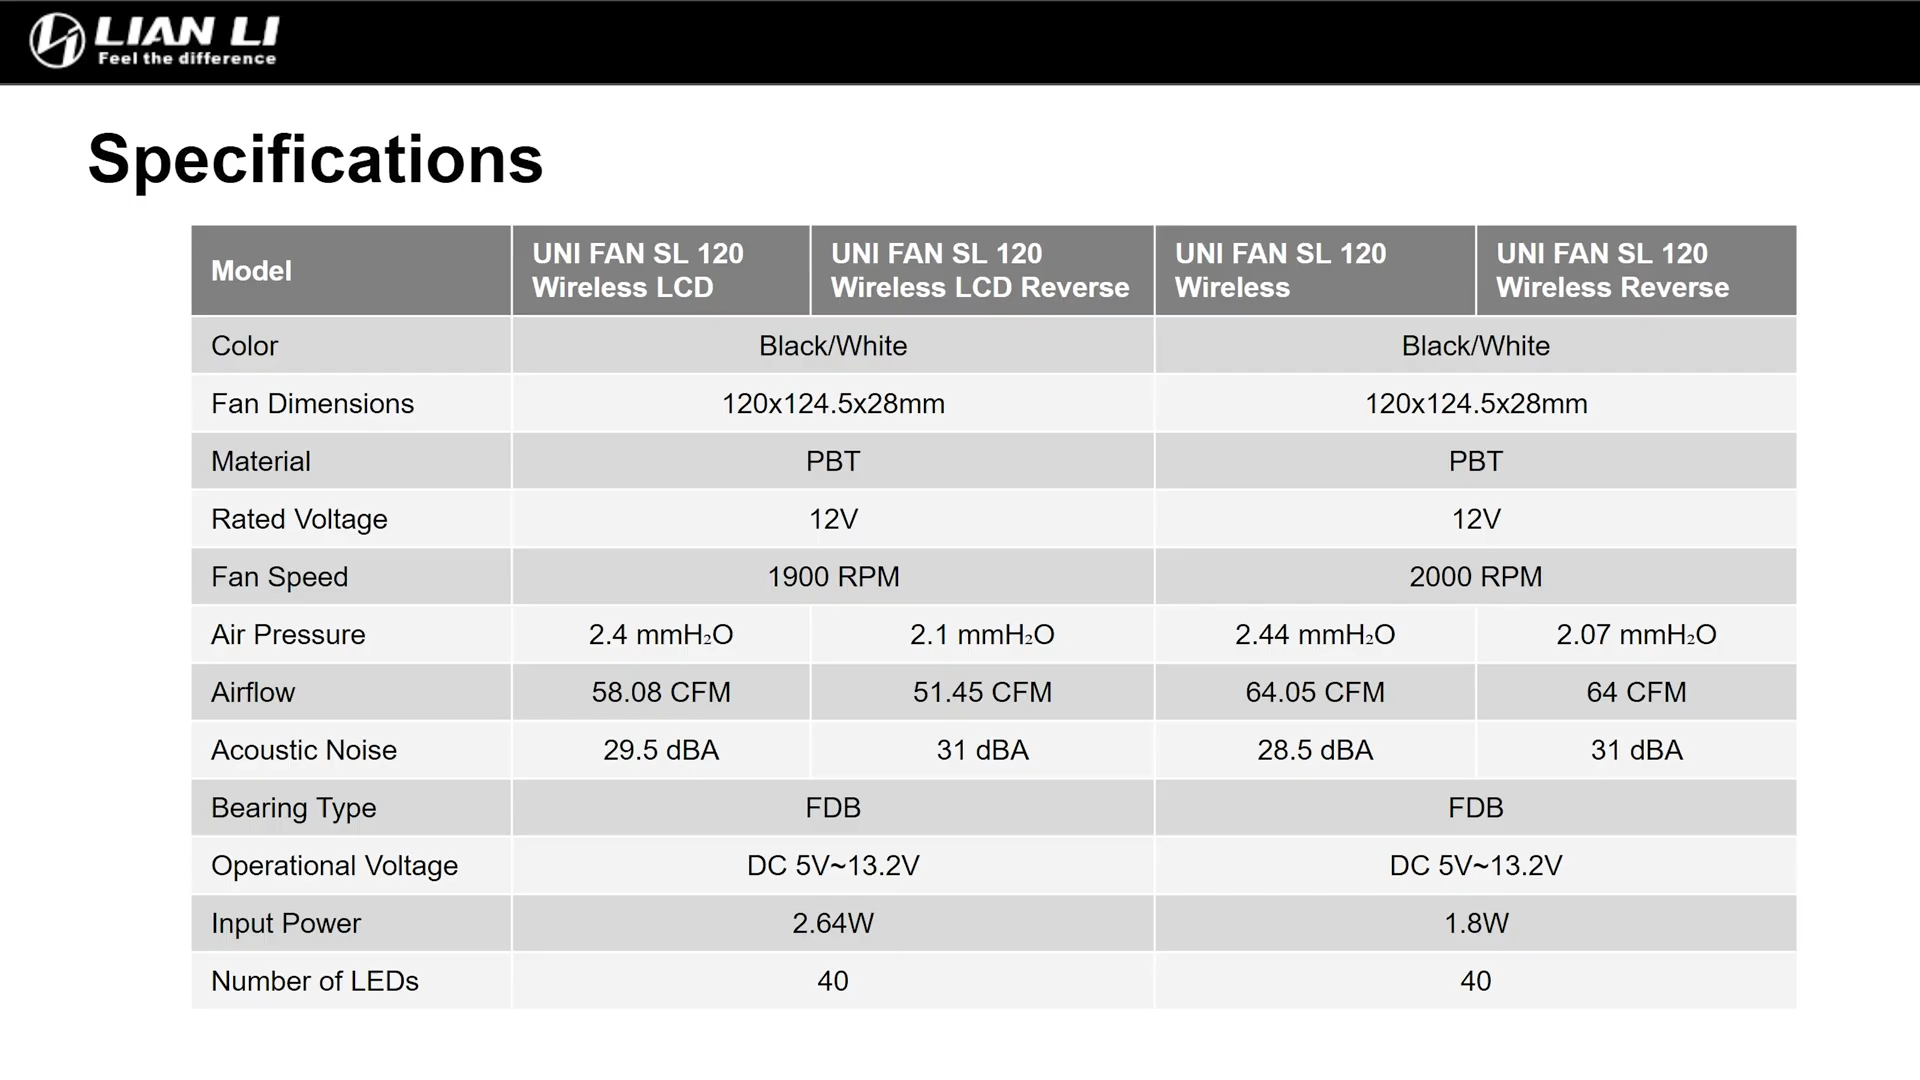 LIAN LI
Feel the difference
Specifications
Model
UNI FAN SL 120
Wireless LCD
UNI FAN SL 120
Wireless LCD Reverse
UNI FAN SL 120
Wireless
UNI FAN SL 120
Wireless Reverse
Color
Black/White
Black/White
Fan Dimensions
120x124.5x28mm
120x124.5x28mm
Material
PBT
PBT
Rated Voltage
12V
12V
Fan Speed
1900 RPM
2000 RPM
Air Pressure
2.4 mmH₂O
2.1 mmH₂O
2.44 mmH₂O
2.07 mmH₂O
Airflow
58.08 CFM
51.45 CFM
64.05 CFM
64 CFM
Acoustic Noise
29.5 dBA
31 dBA
28.5 dBA
31 dBA
Bearing Type
FDB
FDB
Operational Voltage
DC 5V~13.2V
DC 5V~13.2V
Input Power
2.64W
1.8W
Number of LEDs
40
40